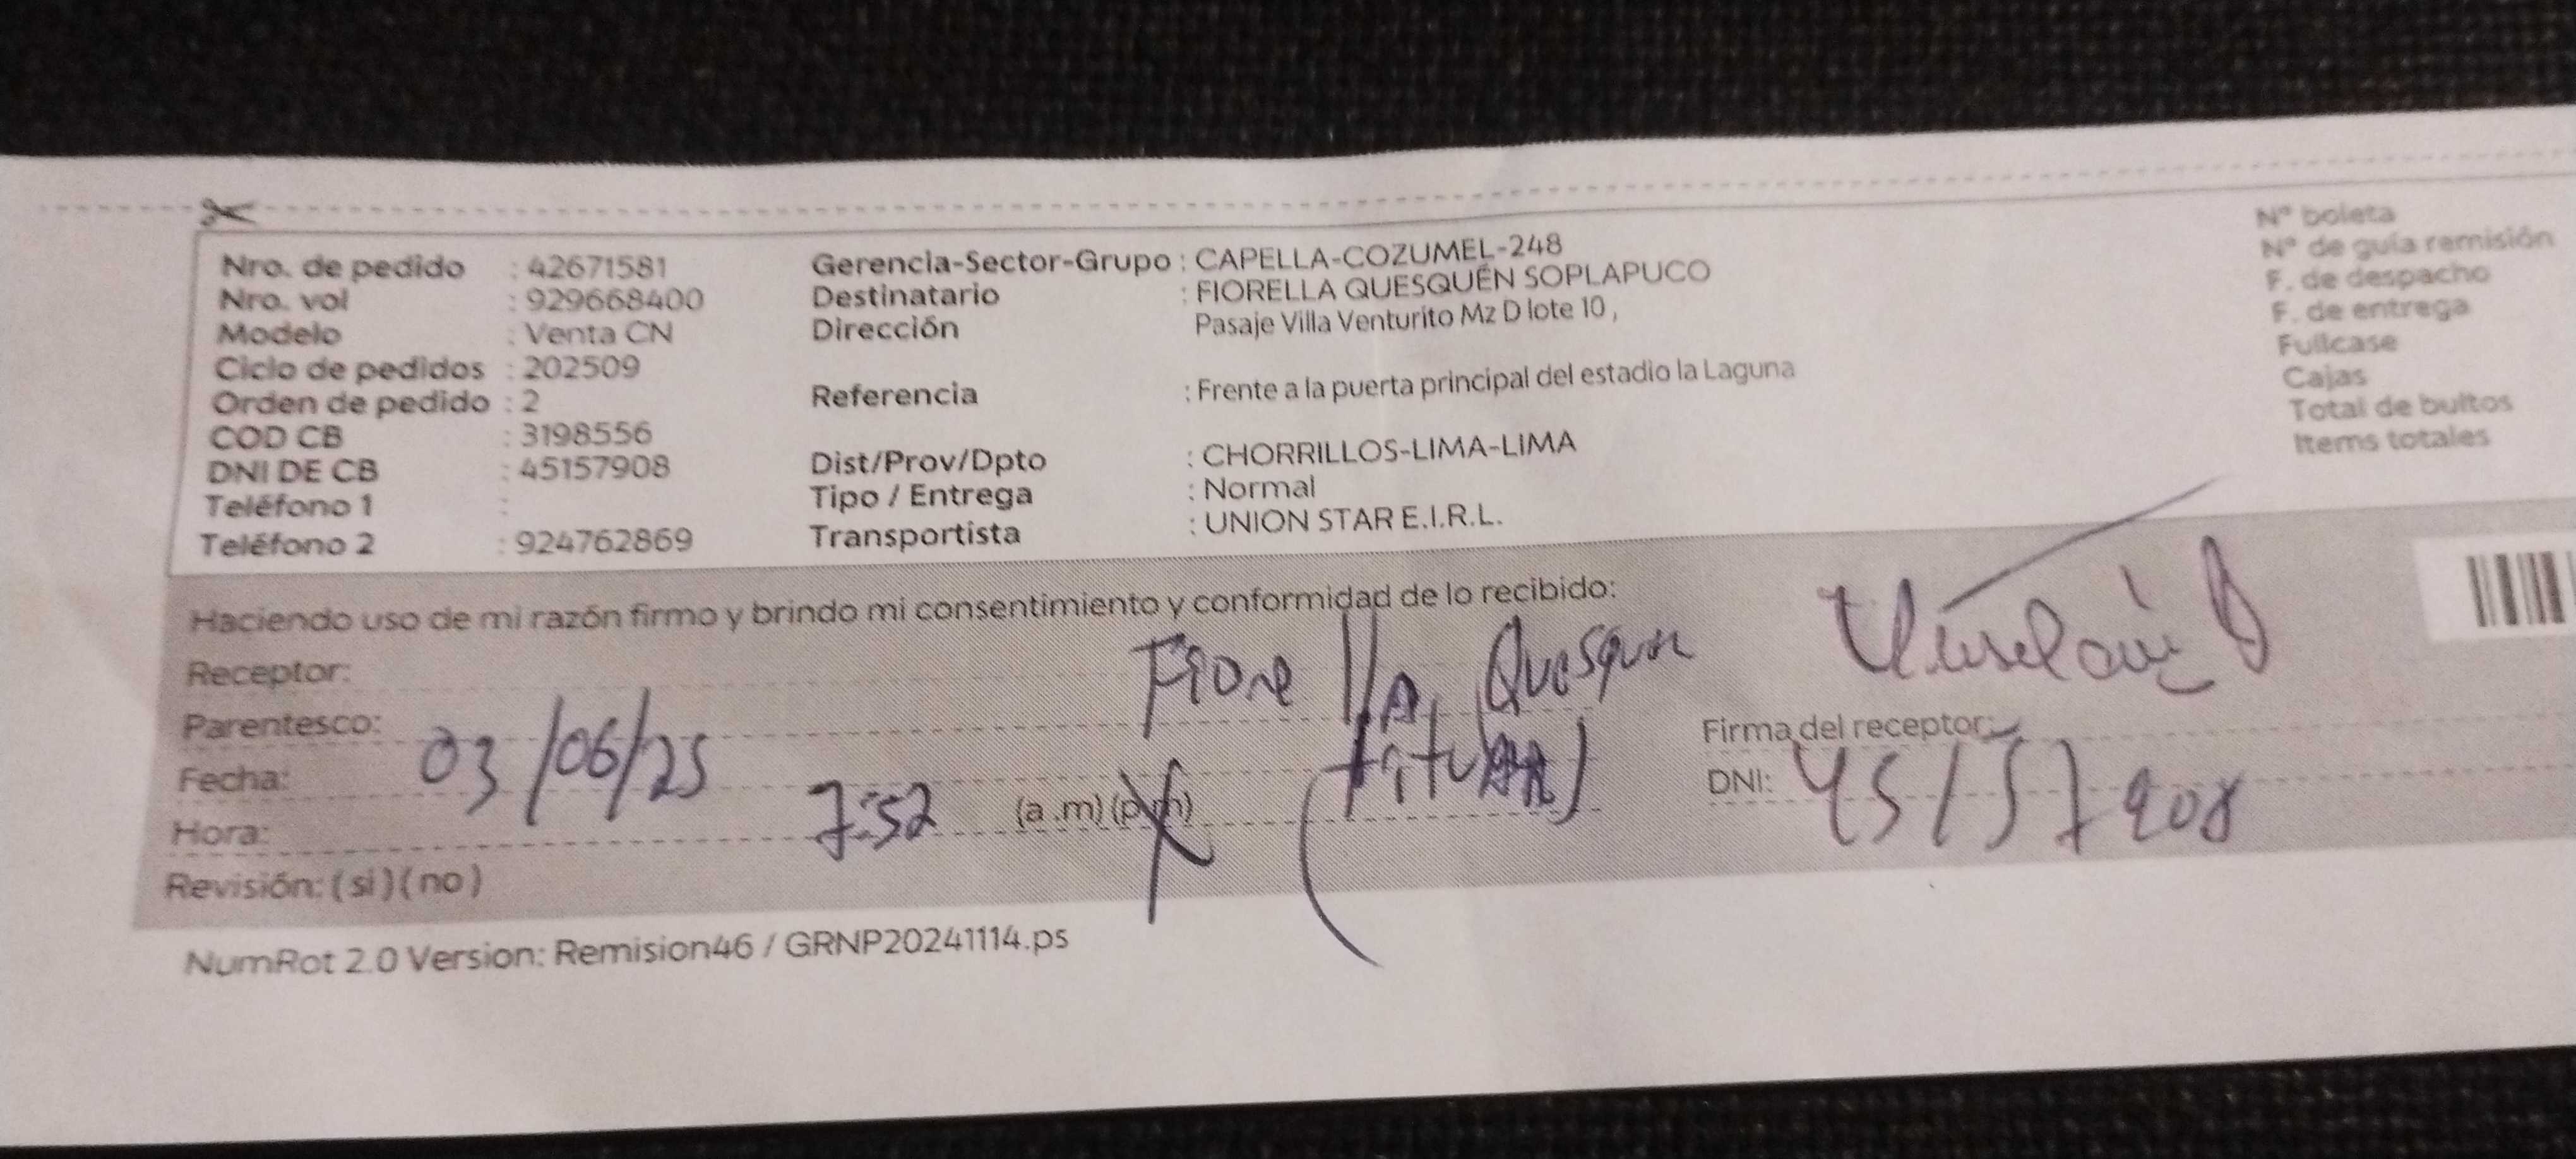 Nro. de pedido : 42671581
Nro. vol : 929668400
Modelo : Venta CN
Ciclo de pedidos : 202509
Orden de pedido : 2
COD CB : 3198556
DNI DE CB : 45157908
Teléfono 1 :
Teléfono 2 : 924762869
Gerencia-Sector-Grupo : CAPELLA-COZUMEL-248
Destinatario : FIORELLA QUESQUÉN SOPLAPUCO
Dirección Pasaje Villa Venturito Mz D lote 10 ,
Referencia : Frente a la puerta principal del estadio la Laguna
Dist/Prov/Dpto : CHORRILLOS-LIMA-LIMA
Tipo / Entrega : Normal
Transportista : UNION STAR E.I.R.L.
N° boleta
N° de guía remisión
F. de despacho
F. de entrega
Fullcase
Cajas
Total de bultos
Items totales
Haciendo uso de mi razón firmo y brindo mi consentimiento y conformidad de lo recibido:
Receptor: Fiorella Quesquen
Parentesco: (titular)
Fecha: 03/06/25
Hora: 7:52 (a.m) (p.m)
Revisión: ( si ) ( no )
Firma del receptor:
DNI: 45157908
NumRot 2.0 Version: Remision46 / GRNP20241114.ps